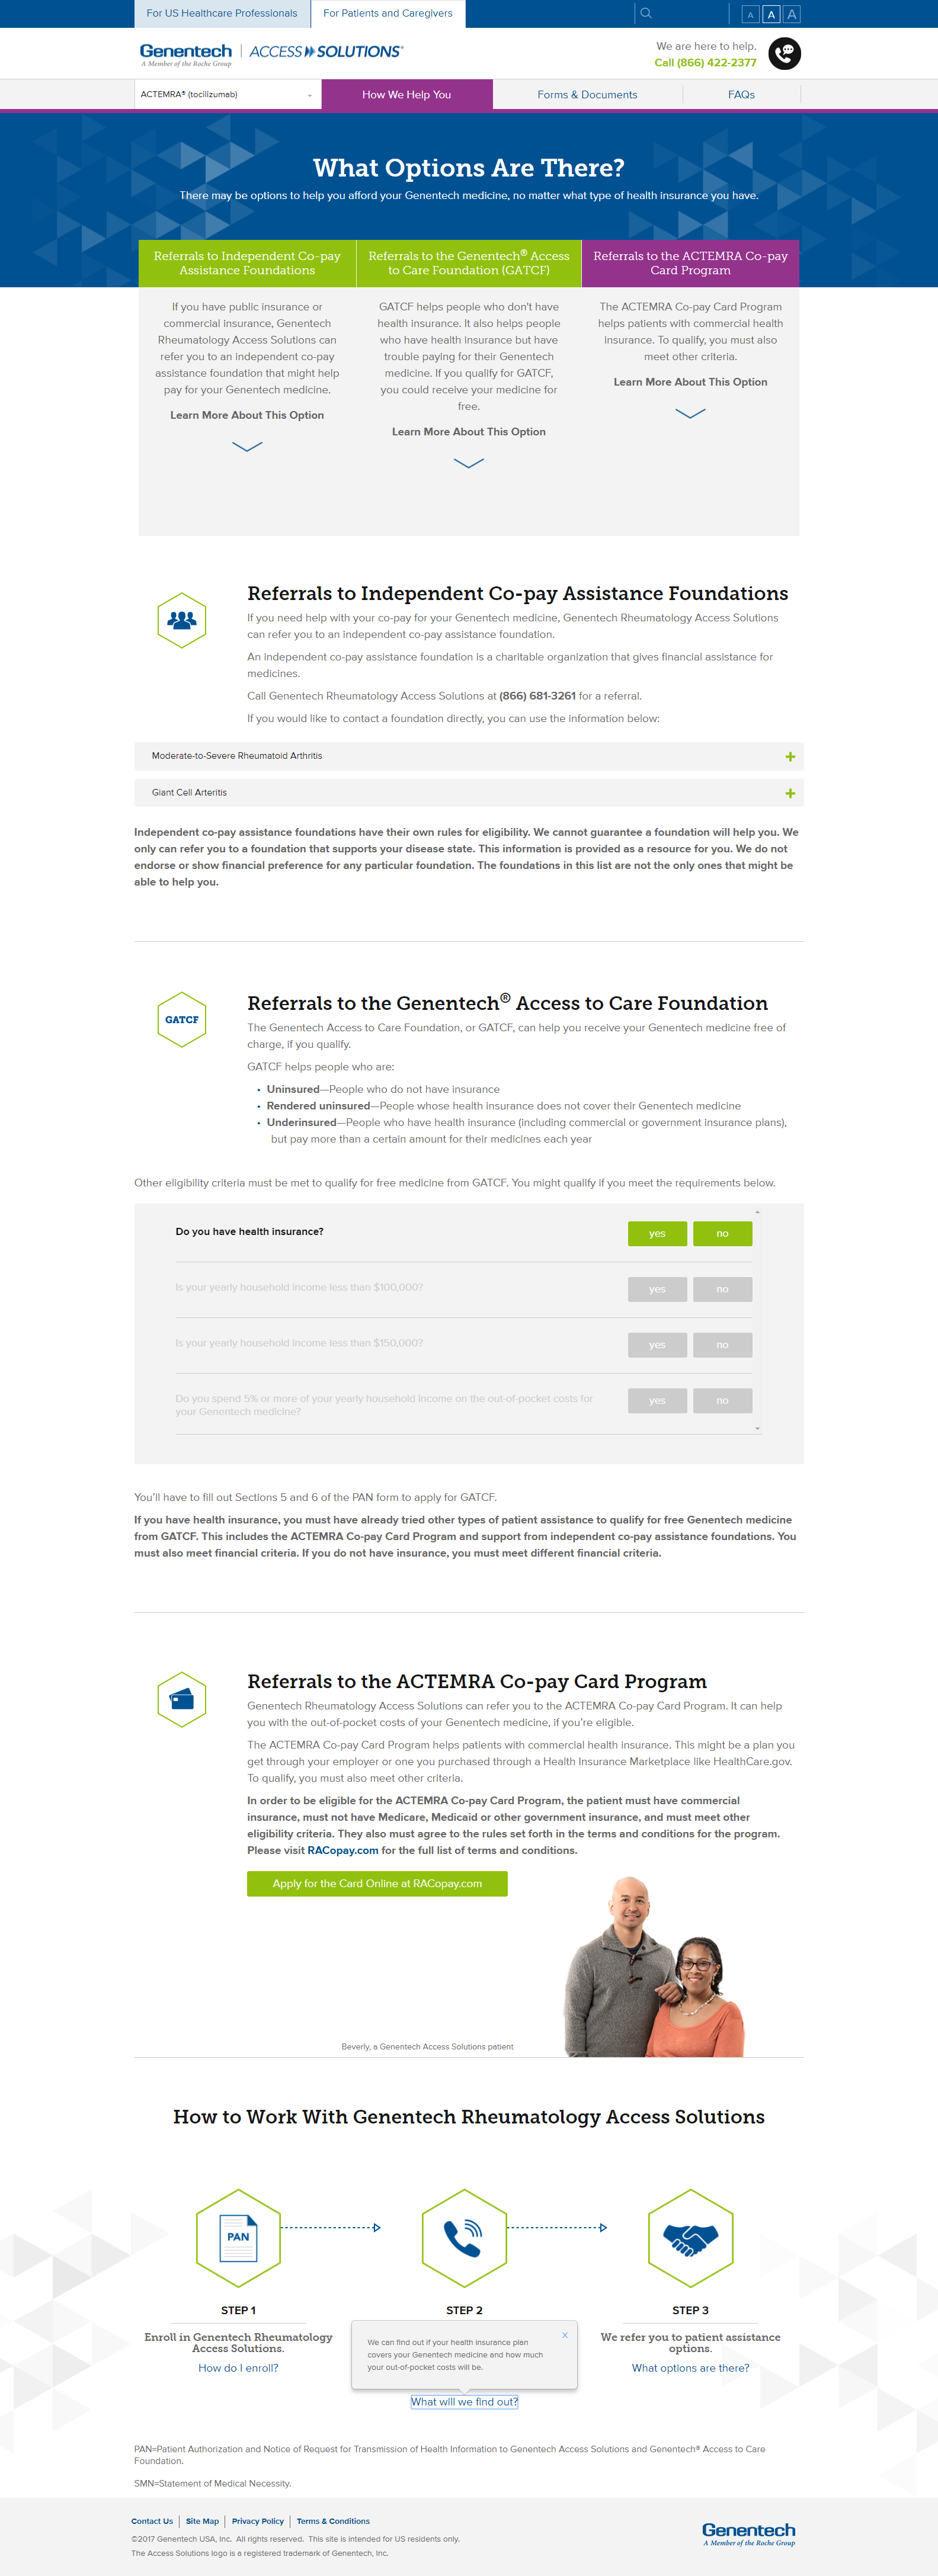 For US Healthcare Professionals
For Patients and Caregivers
A A A
Genentech
A Member of the Roche Group
ACCESS SOLUTIONS®
We are here to help.
Call (866) 422-2377
ACTEMRA® (tocilizumab)
How We Help You
Forms & Documents
FAQs
What Options Are There?
There may be options to help you afford your Genentech medicine, no matter what type of health insurance you have.
Referrals to Independent Co-pay
Assistance Foundations
If you have public insurance or
commercial insurance, Genentech
Rheumatology Access Solutions can
refer you to an independent co-pay
assistance foundation that might help
pay for your Genentech medicine.
Learn More About This Option
Referrals to the Genentech® Access
to Care Foundation (GATCF)
GATCF helps people who don't have
health insurance. It also helps people
who have health insurance but have
trouble paying for their Genentech
medicine. If you qualify for GATCF,
you could receive your medicine for
free.
Learn More About This Option
Referrals to the ACTEMRA Co-pay
Card Program
The ACTEMRA Co-pay Card Program
helps patients with commercial health
insurance. To qualify, you must also
meet other criteria.
Learn More About This Option
Referrals to Independent Co-pay Assistance Foundations
If you need help with your co-pay for your Genentech medicine, Genentech Rheumatology Access Solutions
can refer you to an independent co-pay assistance foundation.
An independent co-pay assistance foundation is a charitable organization that gives financial assistance for
medicines.
Call Genentech Rheumatology Access Solutions at (866) 681-3261 for a referral.
If you would like to contact a foundation directly, you can use the information below:
Moderate-to-Severe Rheumatoid Arthritis
Giant Cell Arteritis
Independent co-pay assistance foundations have their own rules for eligibility. We cannot guarantee a foundation will help you. We
only can refer you to a foundation that supports your disease state. This information is provided as a resource for you. We do not
endorse or show financial preference for any particular foundation. The foundations in this list are not the only ones that might be
able to help you.
GATCF
Referrals to the Genentech® Access to Care Foundation
The Genentech Access to Care Foundation, or GATCF, can help you receive your Genentech medicine free of
charge, if you qualify.
GATCF helps people who are:
• Uninsured—People who do not have insurance
• Rendered uninsured—People whose health insurance does not cover their Genentech medicine
• Underinsured—People who have health insurance (including commercial or government insurance plans),
but pay more than a certain amount for their medicines each year
Other eligibility criteria must be met to qualify for free medicine from GATCF. You might qualify if you meet the requirements below.
Do you have health insurance? yes no
Is your yearly household income less than $100,000? yes no
Is your yearly household income less than $150,000? yes no
Do you spend 5% or more of your yearly household income on the out-of-pocket costs for
your Genentech medicine? yes no
You'll have to fill out Sections 5 and 6 of the PAN form to apply for GATCF.
If you have health insurance, you must have already tried other types of patient assistance to qualify for free Genentech medicine
from GATCF. This includes the ACTEMRA Co-pay Card Program and support from independent co-pay assistance foundations. You
must also meet financial criteria. If you do not have insurance, you must meet different financial criteria.
Referrals to the ACTEMRA Co-pay Card Program
Genentech Rheumatology Access Solutions can refer you to the ACTEMRA Co-pay Card Program. It can help
you with the out-of-pocket costs of your Genentech medicine, if you're eligible.
The ACTEMRA Co-pay Card Program helps patients with commercial health insurance. This might be a plan you
get through your employer or one you purchased through a Health Insurance Marketplace like HealthCare.gov.
To qualify, you must also meet other criteria.
In order to be eligible for the ACTEMRA Co-pay Card Program, the patient must have commercial
insurance, must not have Medicare, Medicaid or other government insurance, and must meet other
eligibility criteria. They also must agree to the rules set forth in the terms and conditions for the program.
Please visit RACopay.com for the full list of terms and conditions.
Apply for the Card Online at RACopay.com
Beverly, a Genentech Access Solutions patient
How to Work With Genentech Rheumatology Access Solutions
PAN
STEP 1
Enroll in Genentech Rheumatology
Access Solutions.
How do I enroll?
STEP 2
X
We can find out if your health insurance plan
covers your Genentech medicine and how much
your out-of-pocket costs will be.
What will we find out?
STEP 3
We refer you to patient assistance
options.
What options are there?
PAN=Patient Authorization and Notice of Request for Transmission of Health Information to Genentech Access Solutions and Genentech® Access to Care
Foundation.
SMN=Statement of Medical Necessity.
Contact Us | Site Map | Privacy Policy | Terms & Conditions
©2017 Genentech USA, Inc. All rights reserved. This site is intended for US residents only.
The Access Solutions logo is a registered trademark of Genentech, Inc.
Genentech
A Member of the Roche Group